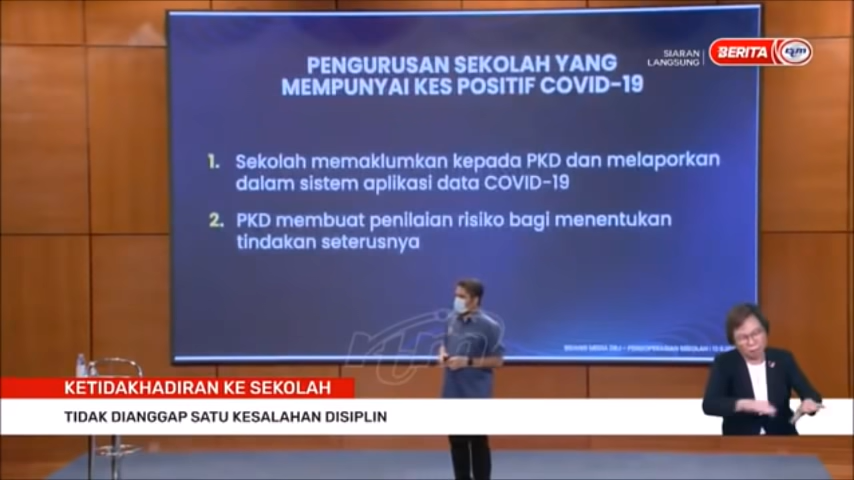 PENGURUSAN SEKOLAH YANG
MEMPUNYAI KES POSITIF COVID-19
SIARAN
LANGSUNG
BERITA
rtm
1. Sekolah memaklumkan kepada PKD dan melaporkan
dalam sistem aplikasi data COVID-19
2. PKD membuat penilaian risiko bagi menentukan
tindakan seterusnya
rtm
KETIDAKHADIRAN KE SEKOLAH
TIDAK DIANGGAP SATU KESALAHAN DISIPLIN